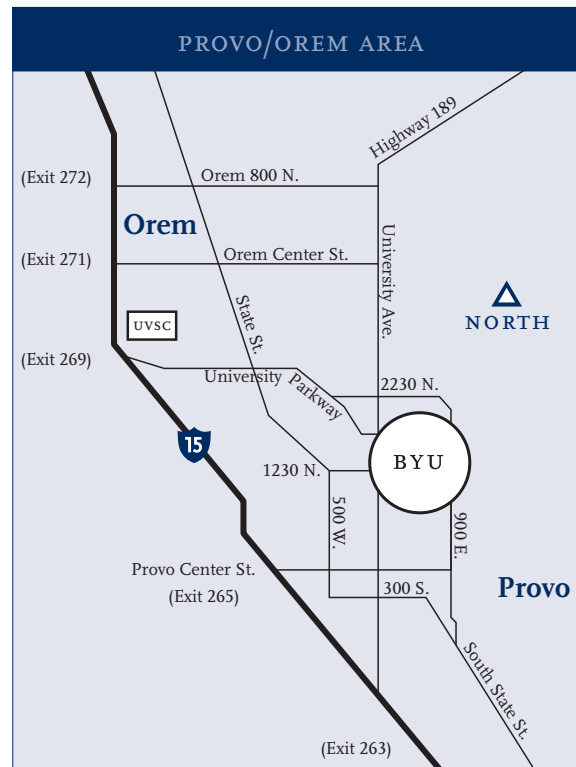 PROVO/OREM AREA
Highway 189
(Exit 272)
Orem 800 N.
Orem
University Ave.
(Exit 271)
Orem Center St.
NORTH
State St.
UVSC
(Exit 269)
University Parkway
2230 N.
15
BYU
1230 N.
500 W.
900 E.
Provo Center St.
(Exit 265)
300 S.
Provo
South State St.
(Exit 263)